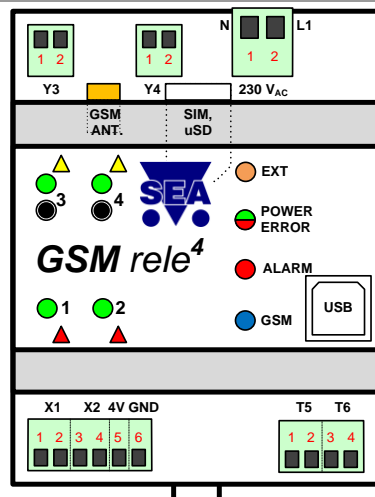 N L1
1 2 1 2 1 2
Y3 Y4 230 VAC
GSM SIM,
ANT. uSD
EXT
3 4 SEA
POWER
ERROR
GSM rele4
ALARM
1 2 USB
GSM
X1 X2 4V GND T5 T6
1 2 3 4 5 6 1 2 3 4